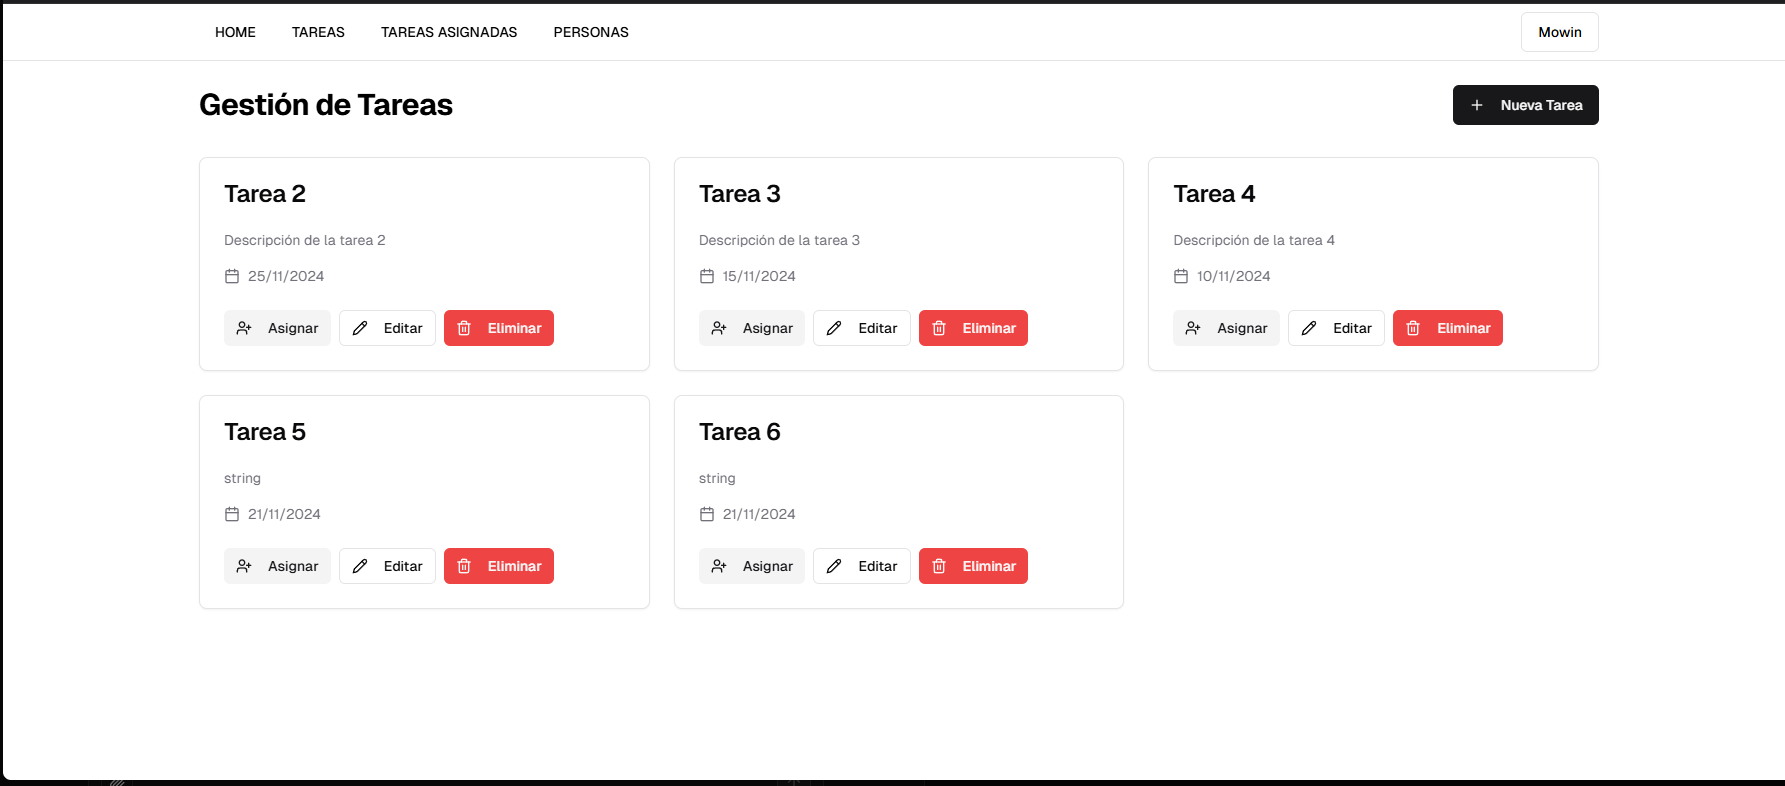 HOME TAREAS TAREAS ASIGNADAS PERSONAS Mowin
Gestión de Tareas
Nueva Tarea
Tarea 2
Descripción de la tarea 2
25/11/2024
Asignar Editar Eliminar
Tarea 3
Descripción de la tarea 3
15/11/2024
Asignar Editar Eliminar
Tarea 4
Descripción de la tarea 4
10/11/2024
Asignar Editar Eliminar
Tarea 5
string
21/11/2024
Asignar Editar Eliminar
Tarea 6
string
21/11/2024
Asignar Editar Eliminar